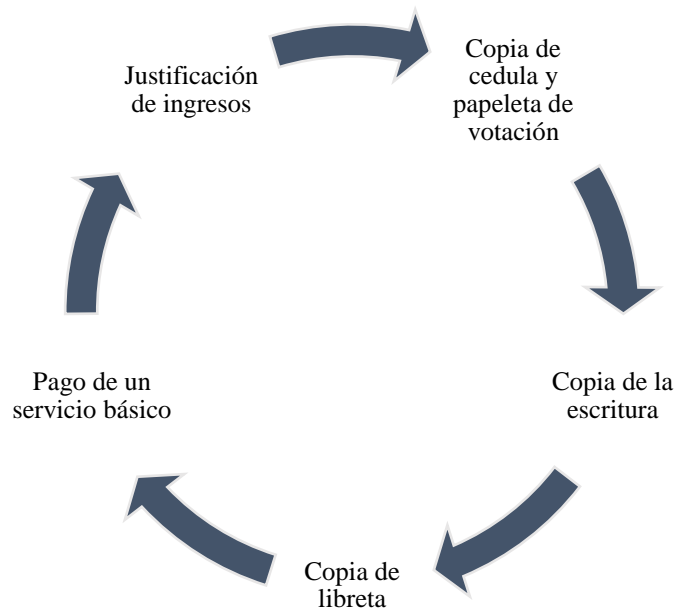 Copia de
cedula y
papeleta de
votación
Copia de la
escritura
Copia de
libreta
Pago de un
servicio básico
Justificación
de ingresos